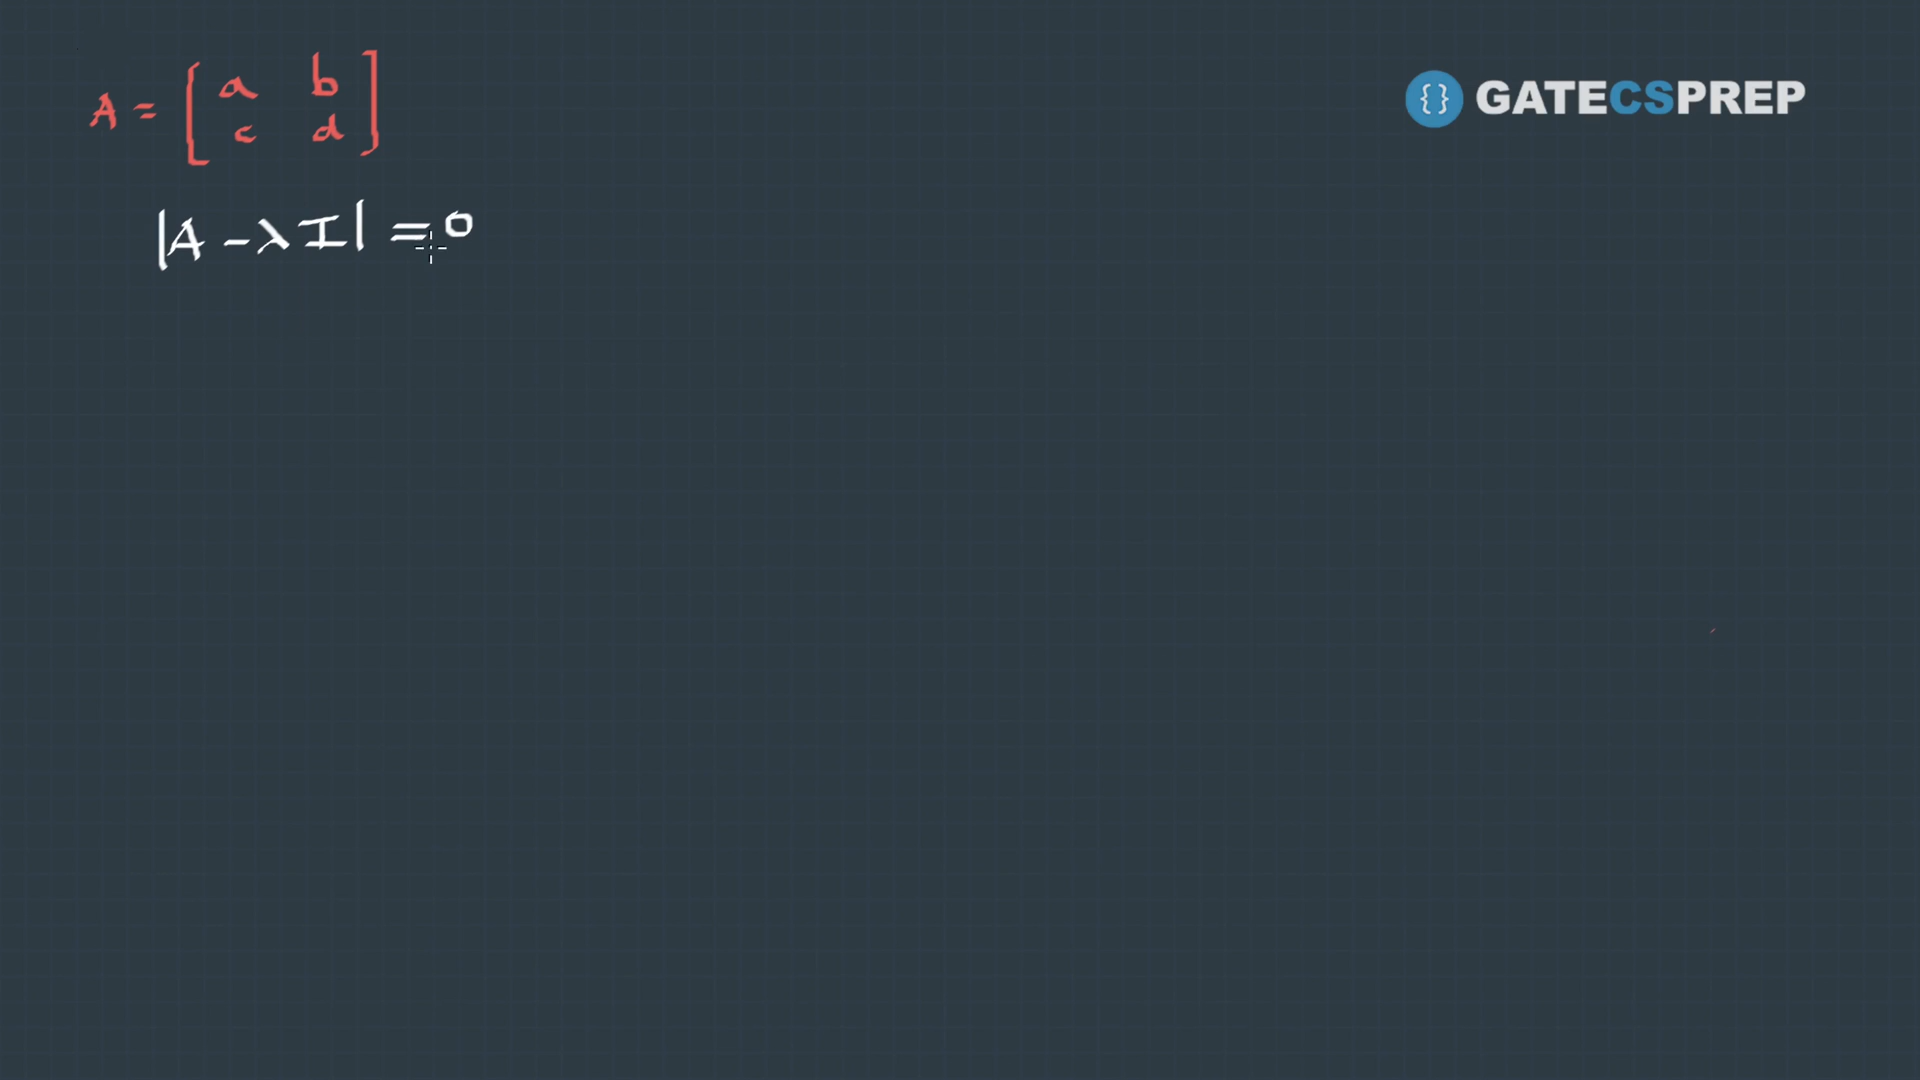 A = [ a b
c d ]
{} GATECSPREP
|A - λI| = 0